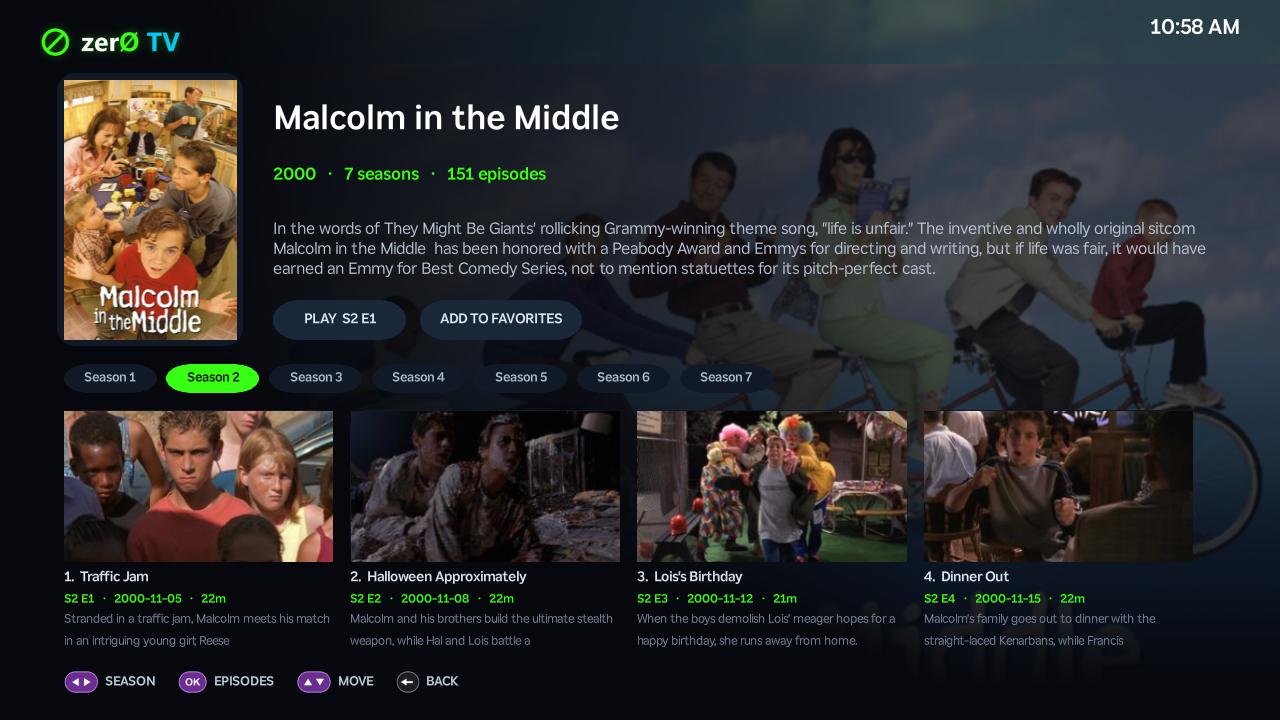 zerØ TV
10:58 AM
Malcolm in the Middle
Malcolm in the Middle
2000 · 7 seasons · 151 episodes
In the words of They Might Be Giants' rollicking Grammy-winning theme song, "life is unfair." The inventive and wholly original sitcom
Malcolm in the Middle has been honored with a Peabody Award and Emmys for directing and writing, but if life was fair, it would have
earned an Emmy for Best Comedy Series, not to mention statuettes for its pitch-perfect cast.
PLAY S2 E1
ADD TO FAVORITES
Season 1
Season 2
Season 3
Season 4
Season 5
Season 6
Season 7
1. Traffic Jam
S2 E1 · 2000-11-05 · 22m
Stranded in a traffic jam, Malcolm meets his match
in an intriguing young girl; Reese
2. Halloween Approximately
S2 E2 · 2000-11-08 · 22m
Malcolm and his brothers build the ultimate stealth
weapon, while Hal and Lois battle a
3. Lois's Birthday
S2 E3 · 2000-11-12 · 21m
When the boys demolish Lois' meager hopes for a
happy birthday, she runs away from home.
4. Dinner Out
S2 E4 · 2000-11-15 · 22m
Malcolm's family goes out to dinner with the
straight-laced Kenarbans, while Francis
SEASON
OK EPISODES
MOVE
BACK